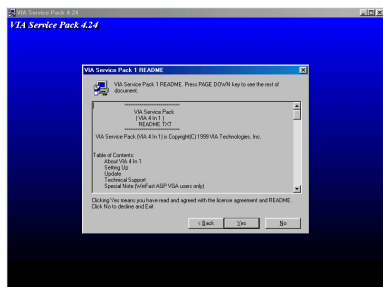 VIA Service Pack 4.24
VIA Service Pack 4.24
VIA Service Pack 1 README
VIA Service Pack 1 README. Press PAGE DOWN key to see the rest of
document.
====================
VIA Service Pack
( VIA 4 In 1 )
README.TXT
====================
VIA Service Pack (VIA 4 In 1) is Copyright(C) 1999 VIA Technologies, Inc.
Table of Contents:
About VIA 4 In 1
Setting Up
Update
Technical Support
Special Note (WinFast AGP VGA users only)
Clicking Yes means you have read and agreed with the license agreement and README.
Click No to decline and Exit
< Back
Yes
No